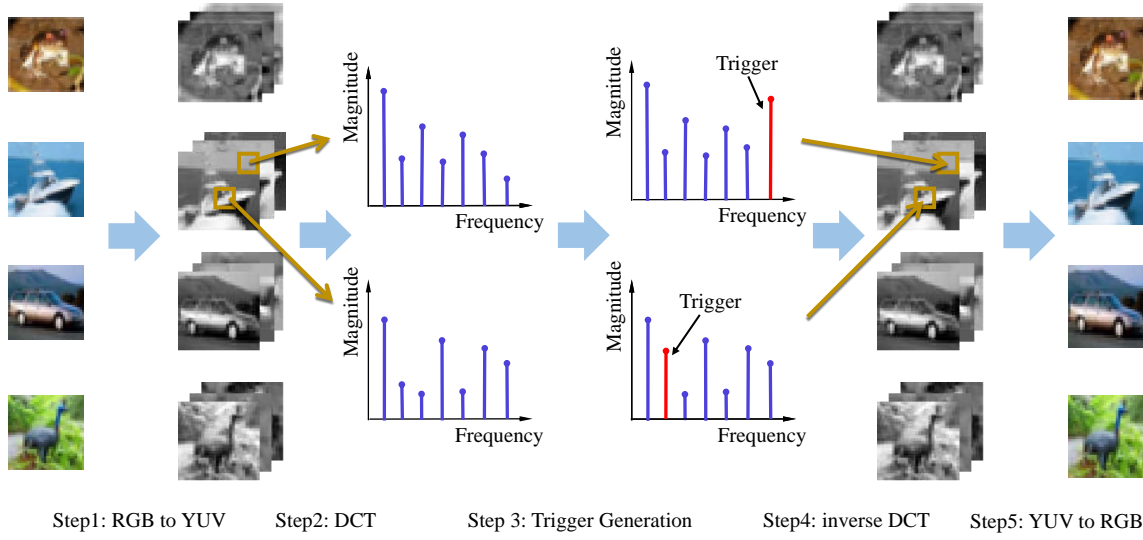 Magnitude
Frequency
Trigger
Magnitude
Frequency
Magnitude
Frequency
Trigger
Magnitude
Frequency
Step1: RGB to YUV
Step2: DCT
Step 3: Trigger Generation
Step4: inverse DCT
Step5: YUV to RGB